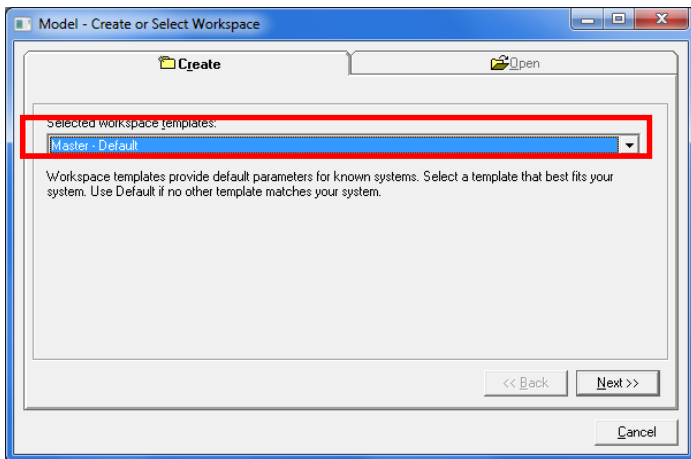 Model - Create or Select Workspace
Create
Open
Selected workspace templates:
Master - Default
Workspace templates provide default parameters for known systems. Select a template that best fits your
system. Use Default if no other template matches your system.
<< Back
Next >>
Cancel